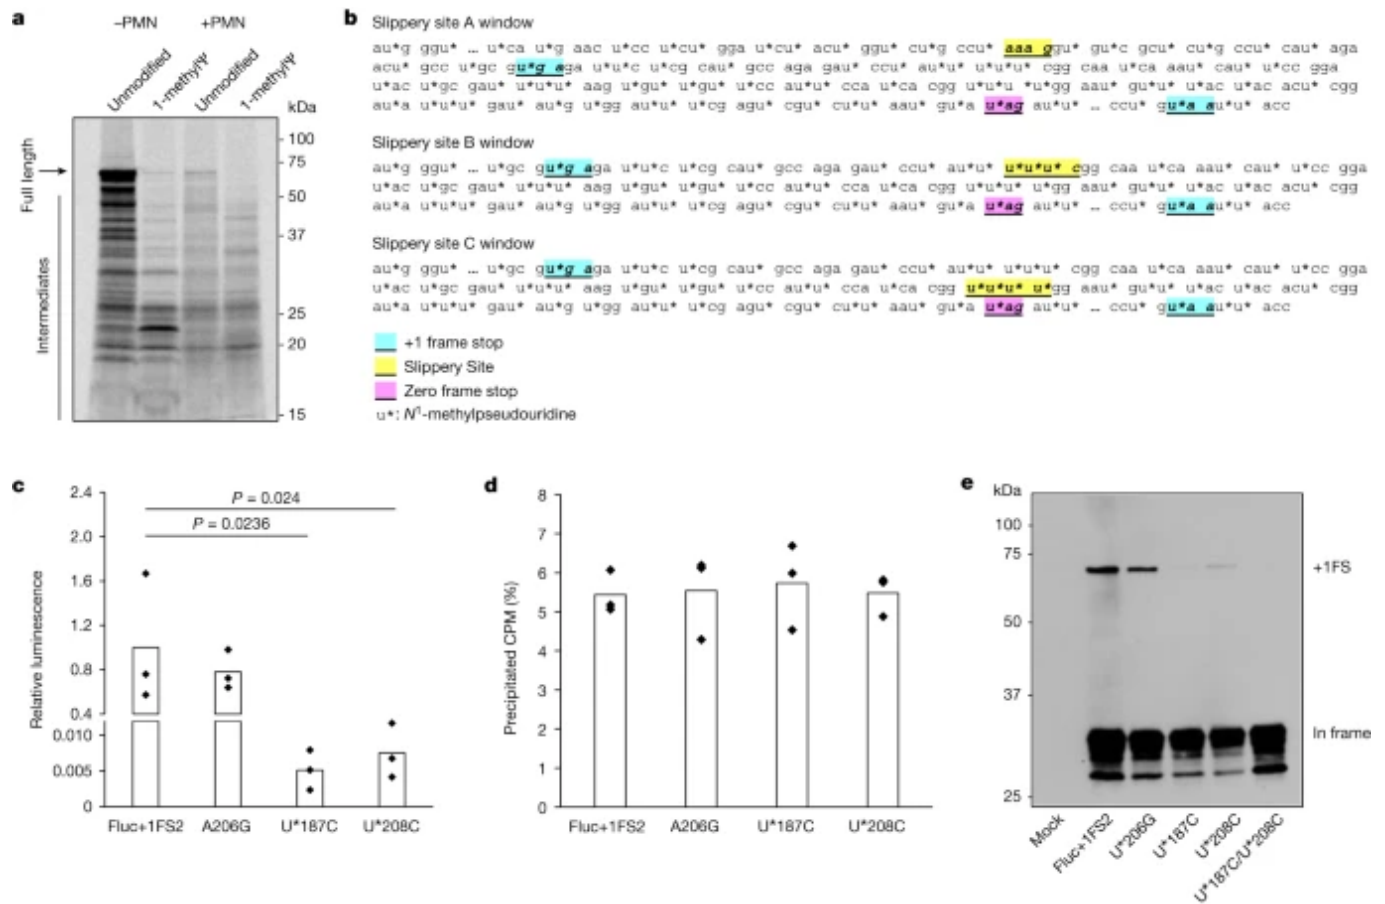 a
–PMN +PMN
Unmodified
1-methylΨ
Unmodified
1-methylΨ
kDa
100
75
50
37
25
20
15
Full length
Intermediates
b
Slippery site A window
au*g ggu* … u*ca u*g aac u*cc u*cu* gga u*cu* acu* ggu* cu*g ccu* aaa ggu* gu*c gcu* cu*g ccu* cau* aga
acu* gcc u*gc gu*g aga u*u*c u*cg cau* gcc aga gau* ccu* au*u* u*u*u* cgg caa u*ca aau* cau* u*cc gga
u*ac u*gc gau* u*u*u* aag u*gu* u*gu* u*cc au*u* cca u*ca cgg u*u*u* u*gg aau* gu*u* u*ac u*ac acu* cgg
au*a u*u*u* gau* au*g u*gg au*u* u*cg agu* cgu* cu*u* aau* gu*a u*ag au*u* … ccu* gu*a au*u* acc
Slippery site B window
au*g ggu* … u*gc gu*g aga u*u*c u*cg cau* gcc aga gau* ccu* au*u* u*u*u* cgg caa u*ca aau* cau* u*cc gga
u*ac u*gc gau* u*u*u* aag u*gu* u*gu* u*cc au*u* cca u*ca cgg u*u*u* u*gg aau* gu*u* u*ac u*ac acu* cgg
au*a u*u*u* gau* au*g u*gg au*u* u*cg agu* cgu* cu*u* aau* gu*a u*ag au*u* … ccu* gu*a au*u* acc
Slippery site C window
au*g ggu* … u*gc gu*g aga u*u*c u*cg cau* gcc aga gau* ccu* au*u* u*u*u* cgg caa u*ca aau* cau* u*cc gga
u*ac u*gc gau* u*u*u* aag u*gu* u*gu* u*cc au*u* cca u*ca cgg u*u*u* u*gg aau* gu*u* u*ac u*ac acu* cgg
au*a u*u*u* gau* au*g u*gg au*u* u*cg agu* cgu* cu*u* aau* gu*a u*ag au*u* … ccu* gu*a au*u* acc
+1 frame stop
Slippery Site
Zero frame stop
u*: N1-methylpseudouridine
c
Relative luminescence
2.4
2.0
1.6
1.2
0.8
0.4
0.010
0.005
0
P = 0.024
P = 0.0236
Fluc+1FS2 A206G U*187C U*208C
d
Precipitated CPM (%)
8
7
6
5
4
3
2
1
0
Fluc+1FS2 A206G U*187C U*208C
e
kDa
100
75
50
37
25
+1FS
In frame
Mock
Fluc+1FS2
U*206G
U*187C
U*208C
U*187C/U*208C